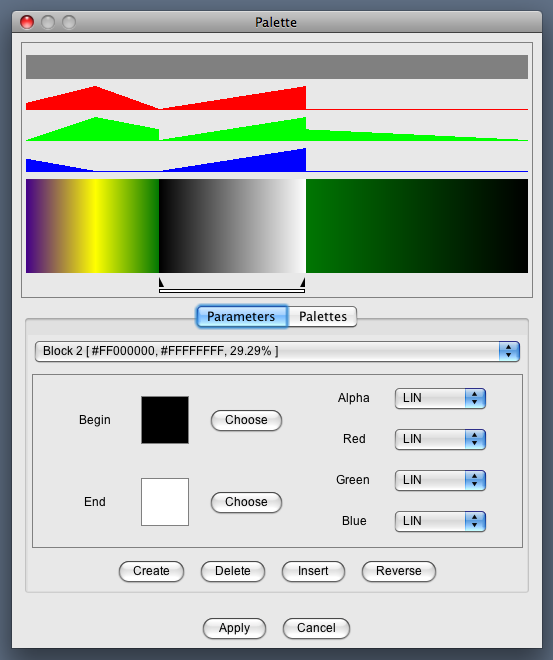 Palette
Parameters
Palettes
Block 2 [ #FF000000, #FFFFFFFF, 29.29% ]
Begin
Choose
Alpha
LIN
Red
LIN
End
Choose
Green
LIN
Blue
LIN
Create
Delete
Insert
Reverse
Apply
Cancel